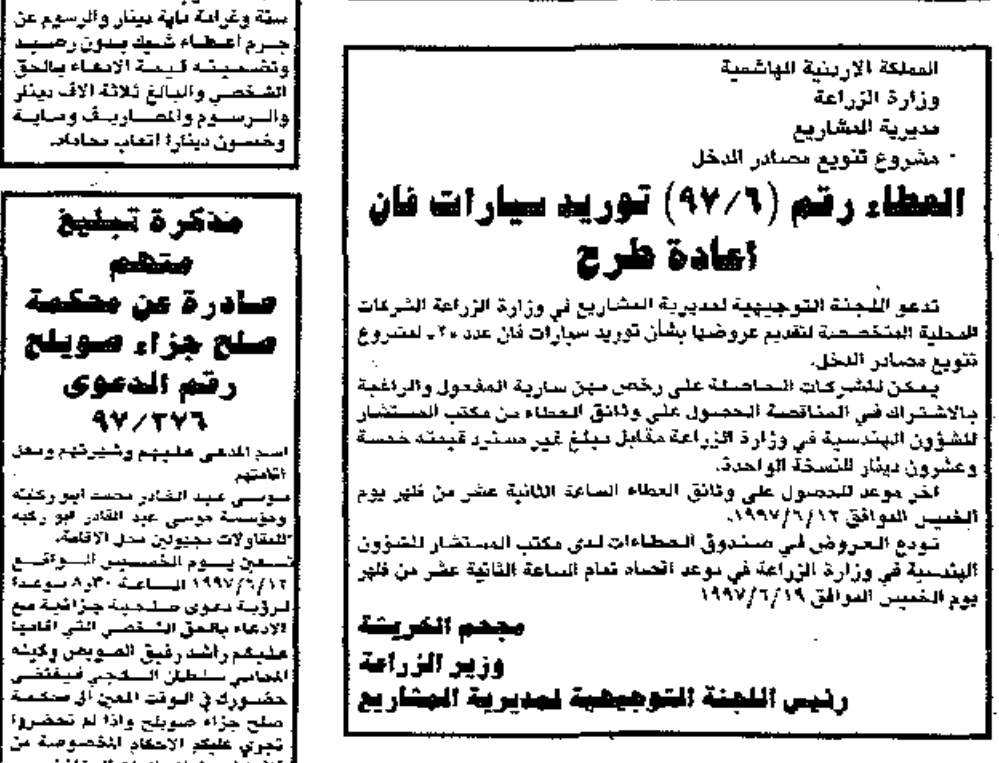 المملكة الاردنية الهاشمية
وزارة الزراعة
مديرية المشاريع
مشروع تنويع مصادر الدخل
العطاء رقم (٩٧/٦) توريد سيارات فان
اعادة طرح
تدعو اللجنة التوجيهية لمديرية المشاريع في وزارة الزراعة الشركات
المحلية المتخصصة لتقديم عروضها بشأن توريد سيارات فان عدد -٢٠- لمشروع
تنويع مصادر الدخل.
يمكن للشركات الحاصلة على رخص مهن سارية المفعول والراغبة
بالاشتراك في المناقصة الحصول على وثائق العطاء من مكتب المستشار
للشؤون الهندسية في وزارة الزراعة مقابل مبلغ غير مسترد قيمته خمسة
وعشرون دينار للنسخة الواحدة.
اخر موعد للحصول على وثائق العطاء الساعة الثانية عشر من ظهر يوم
الخميس الموافق ١٩٩٧/٦/١٢.
تودع العروض في صندوق العطاءات لدى مكتب المستشار للشؤون
الهندسية في وزارة الزراعة في موعد اقصاه تمام الساعة الثانية عشر من ظهر
يوم الخميس الموافق ١٩٩٧/٦/١٩
مجحم الخريشة
وزير الزراعة
رئيس اللجنة التوجيهية لمديرية المشاريع
سنة وغرامة ماية دينار والرسوم عن
جرم اعطاء شيك بدون رصيد
وتضمينه قيمة الادعاء بالحق
الشخصي والبالغ ثلاثة الاف دينار
والرسوم والمصاريف وماية
وخمسون دينارا اتعاب محاماه.
مذكرة تبليغ
متهم
صادرة عن محكمة
صلح جزاء صويلح
رقم الدعوى
٩٧/٣٧٦
اسم المدعى عليهم وشهرتهم ومحل
اقامتهم
موسى عبد القادر محمد ابو ركبه
ومؤسسة موسى عبد القادر ابو ركبه
للمقاولات مجهولين محل الاقامة.
تعين يوم الخميس الواقع
١٩٩٧/٦/١٢ الساعة ٨,٣٠ موعدا
لرؤية دعوى صلحية جزائية مع
الادعاء بالحق الشخصي التي اقامها
عليكم راشد رفيق الصويص وكيله
المحامي سلطان فيقتضي
حضورك في الوقت المعين الى محكمة
صلح جزاء صويلح واذا لم تحضروا
تجري عليكم الاحكام المخصوصة من